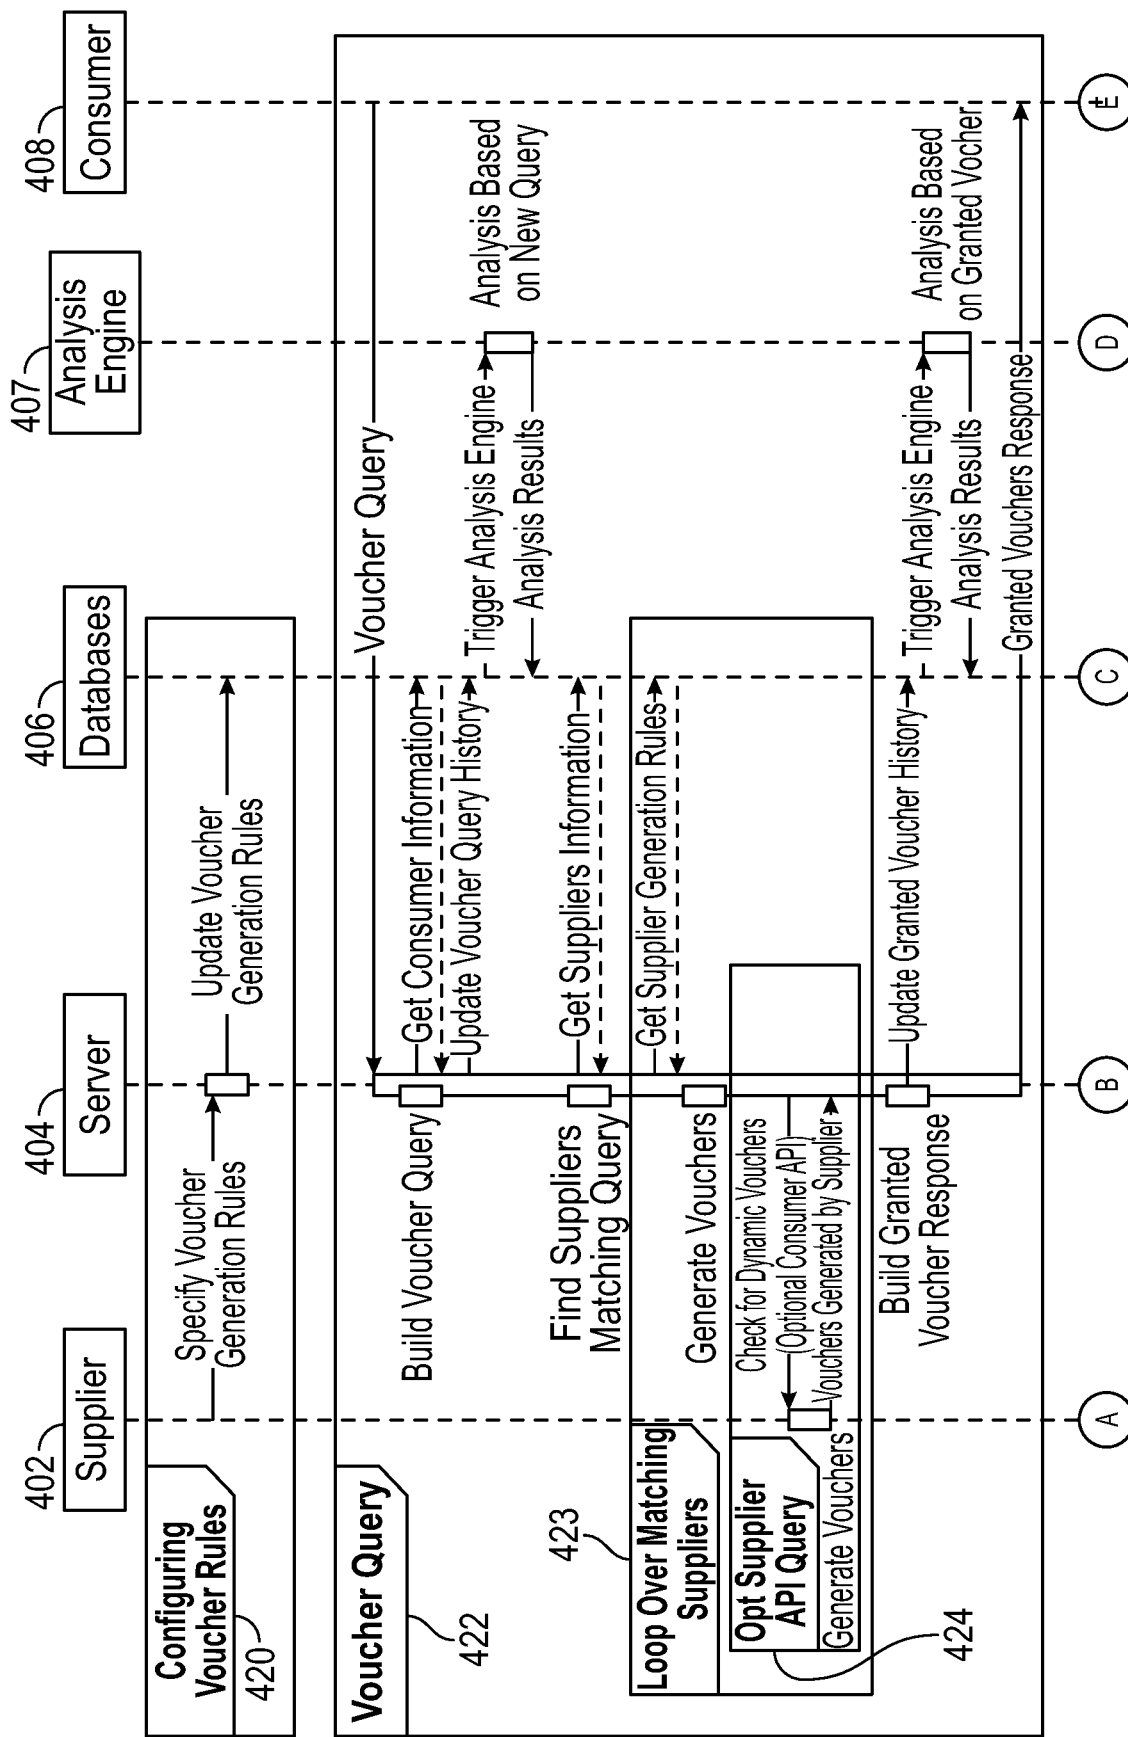 402
Supplier
404
Server
406
Databases
407
Analysis
Engine
408
Consumer
Configuring
Voucher Rules
420
Specify Voucher
Generation Rules
Update Voucher
Generation Rules
Voucher Query
422
Voucher Query
Build Voucher Query
Get Consumer Information
Update Voucher Query History
Trigger Analysis Engine
Analysis Results
Analysis Based
on New Query
Find Suppliers
Matching Query
Get Suppliers Information
423
Loop Over Matching
Suppliers
Get Supplier Generation Rules
Generate Vouchers
Opt Supplier
API Query
424
Check for Dynamic Vouchers
(Optional Consumer API)
Vouchers Generated by Supplier
Generate Vouchers
Build Granted
Voucher Response
Update Granted Voucher History
Trigger Analysis Engine
Analysis Results
Analysis Based
on Granted Vocher
Granted Vouchers Response
A
B
C
D
E